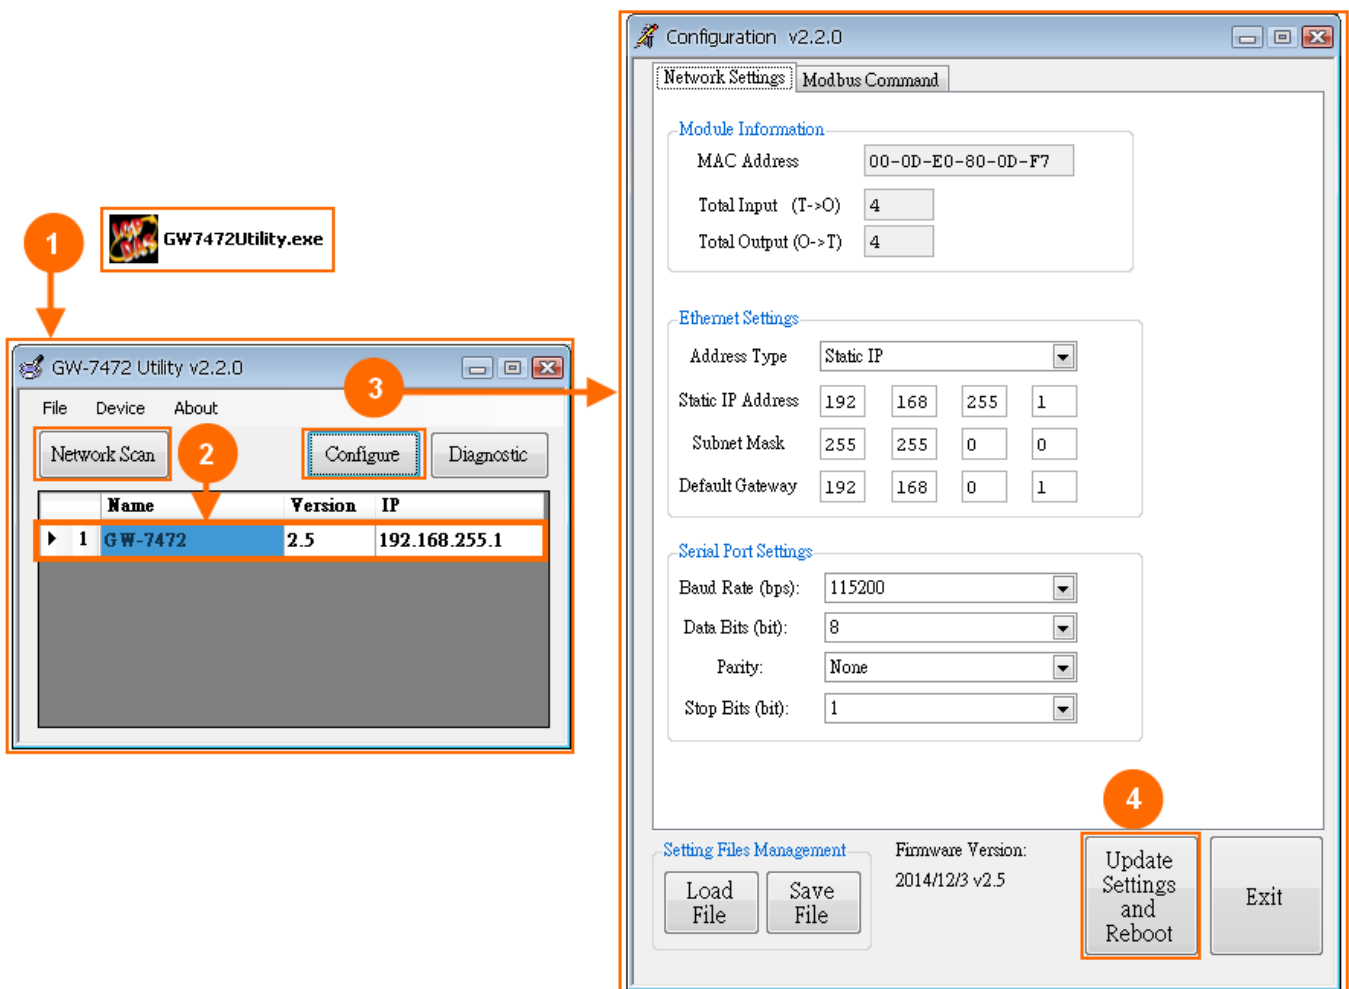 1
GW7472Utility.exe
GW-7472 Utility v2.2.0
3
File Device About
Network Scan
2
Configure
Diagnostic
Name Version IP
1 GW-7472 2.5 192.168.255.1
Configuration v2.2.0
Network Settings Modbus Command
Module Information
MAC Address 00-0D-E0-80-0D-F7
Total Input (T->O) 4
Total Output (O->T) 4
Ethernet Settings
Address Type Static IP
Static IP Address 192 168 255 1
Subnet Mask 255 255 0 0
Default Gateway 192 168 0 1
Serial Port Settings
Baud Rate (bps): 115200
Data Bits (bit): 8
Parity: None
Stop Bits (bit): 1
4
Setting Files Management
Load
File
Save
File
Firmware Version:
2014/12/3 v2.5
Update
Settings
and
Reboot
Exit